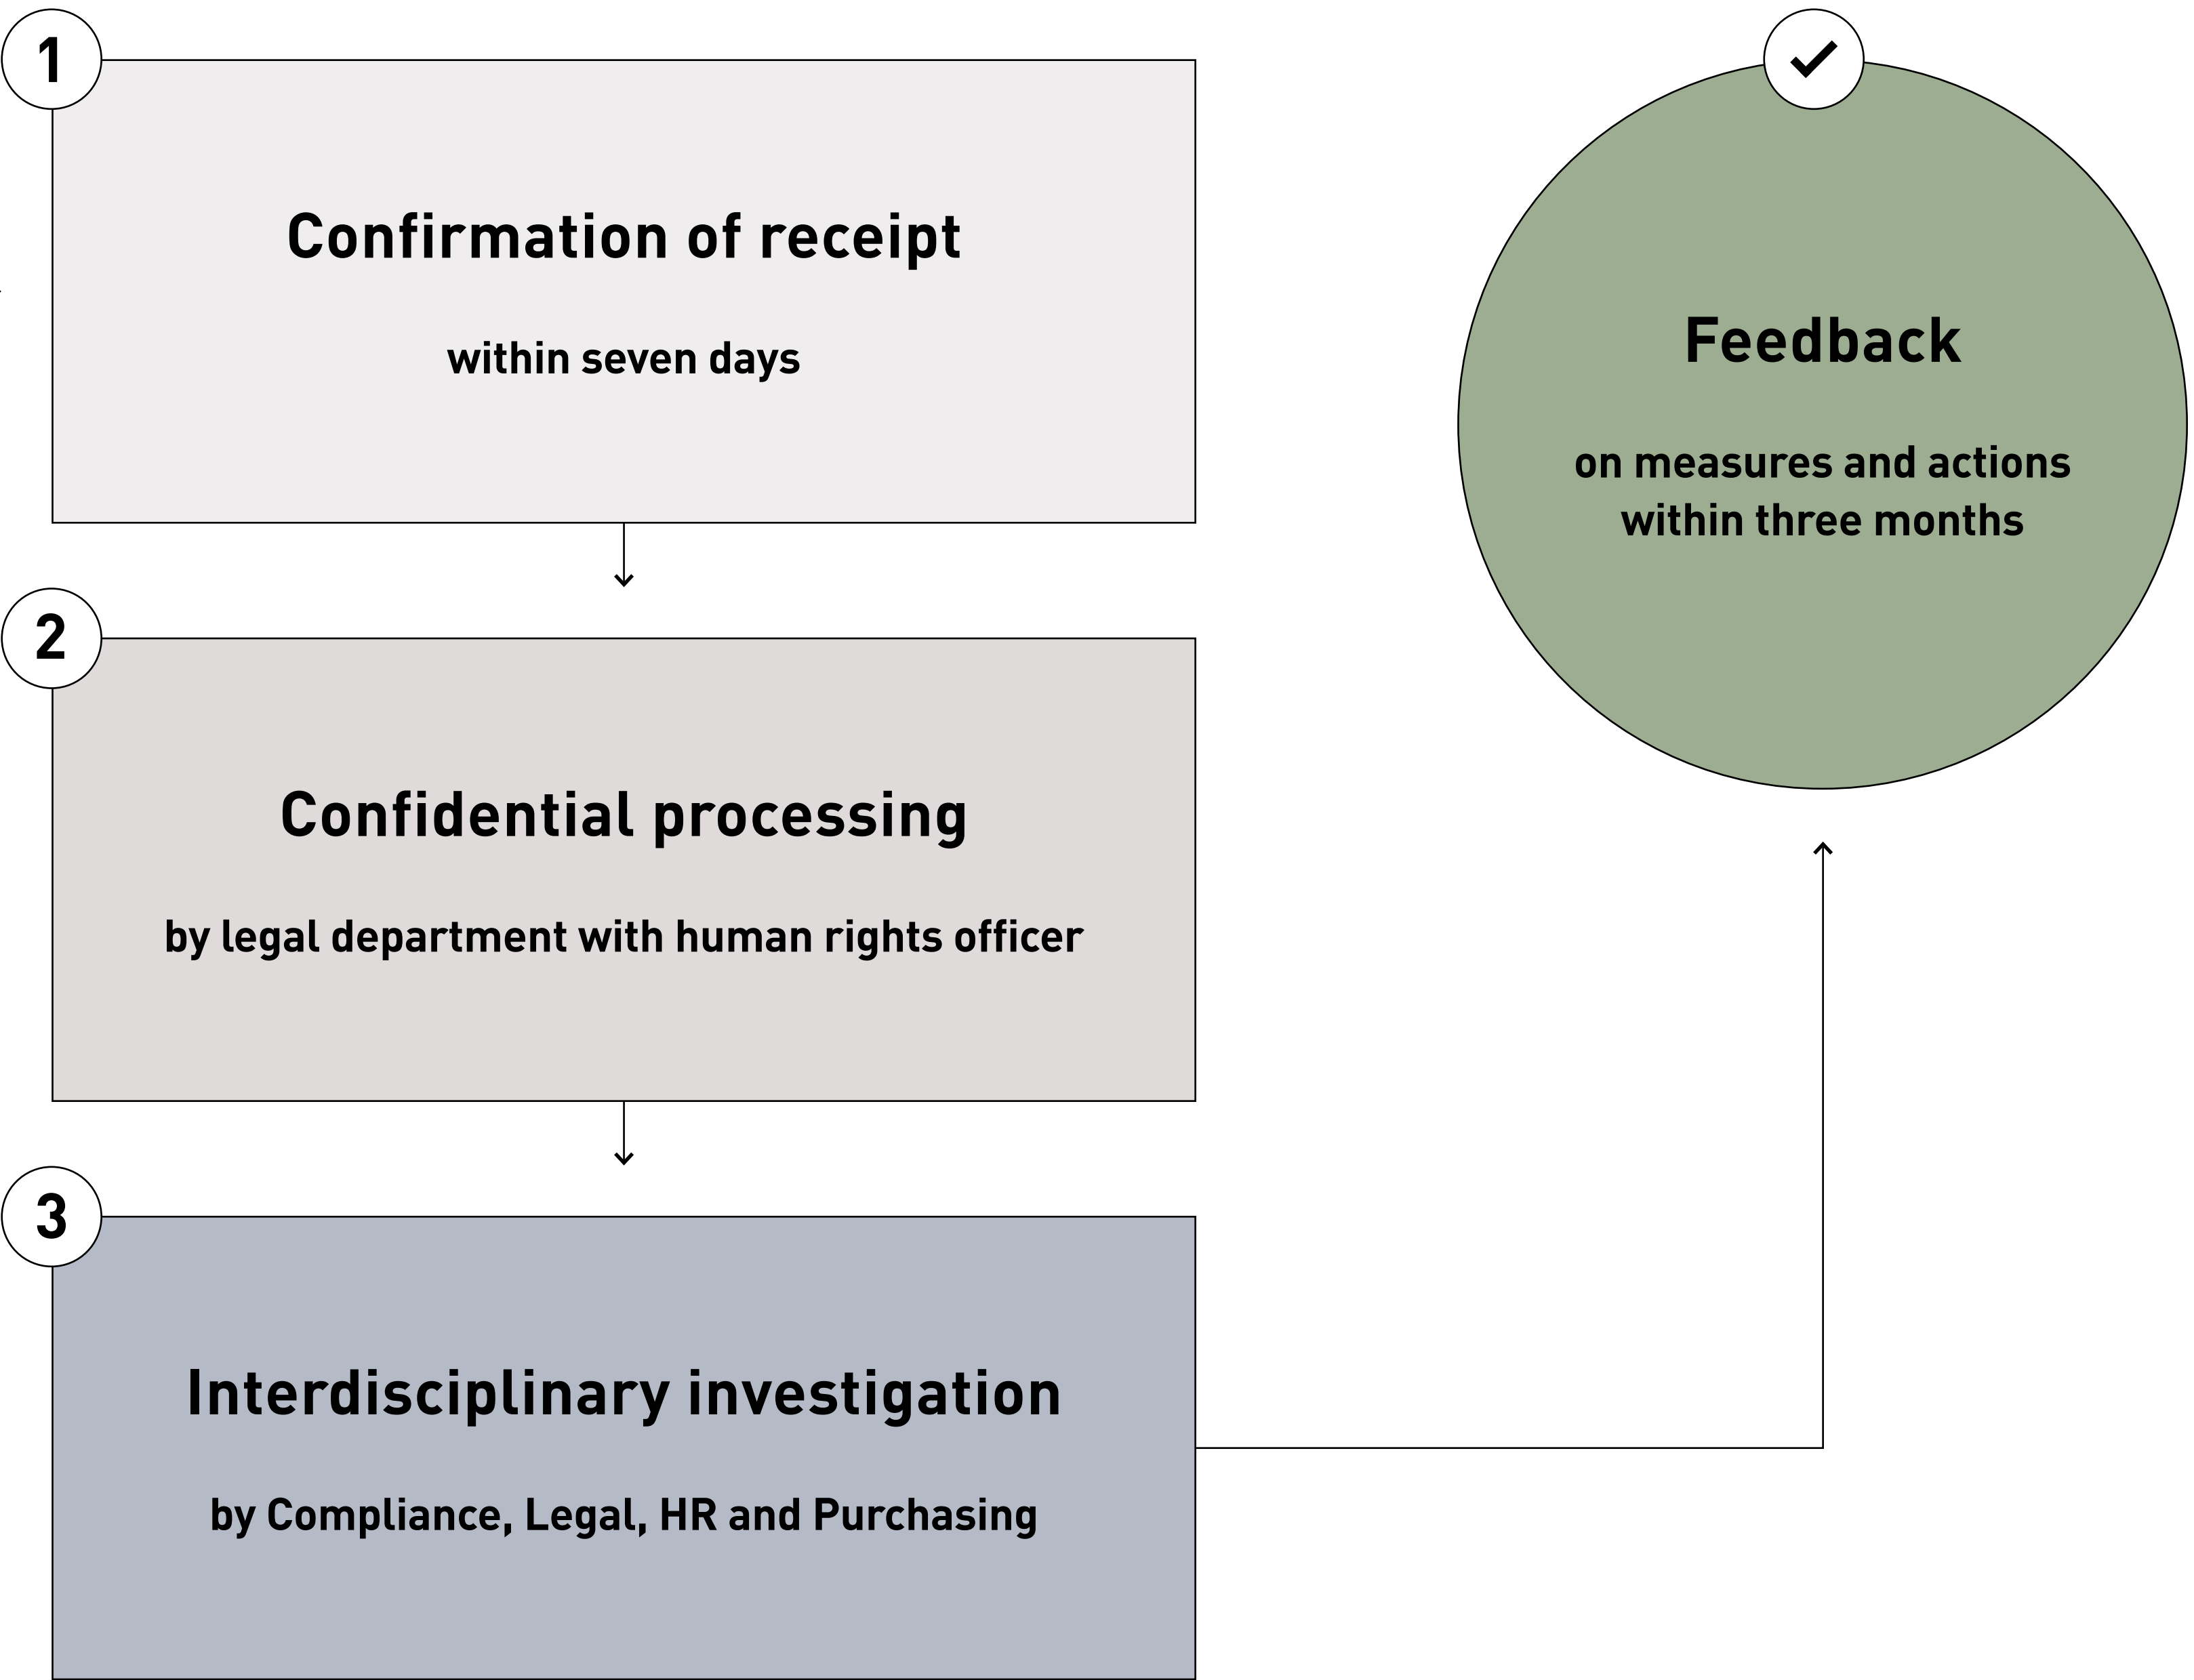 1
Confirmation of receipt
within seven days
2
Confidential processing
by legal department with human rights officer
3
Interdisciplinary investigation
by Compliance, Legal, HR and Purchasing
Feedback
on measures and actions
within three months